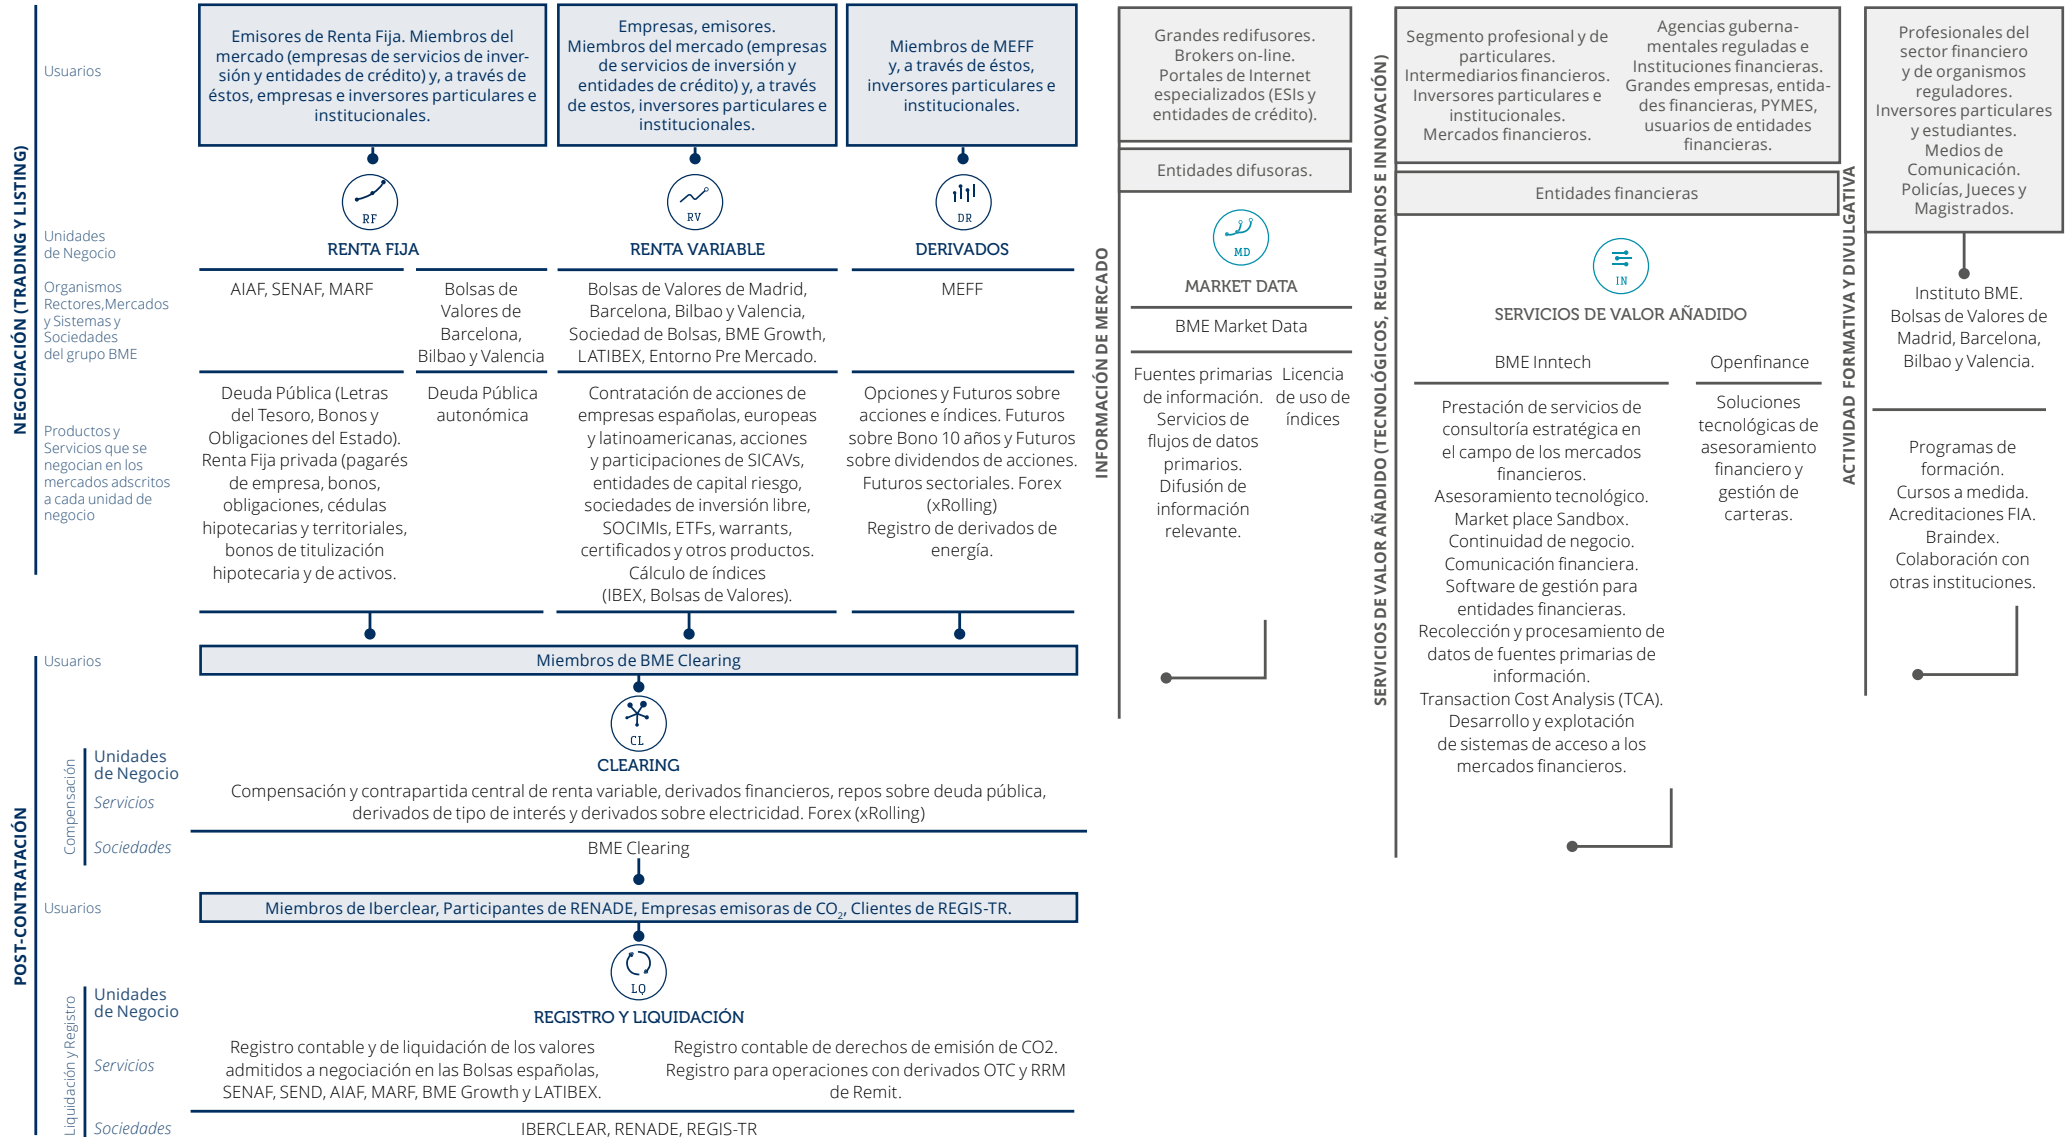 NEGOCIACIÓN (TRADING Y LISTING)
Usuarios
Emisores de Renta Fija. Miembros del
mercado (empresas de servicios de inver-
sión y entidades de crédito) y, a través de
éstos, empresas e inversores particulares e
institucionales.
Empresas, emisores.
Miembros del mercado (empresas
de servicios de inversión y
entidades de crédito) y, a través
de estos, inversores particulares e
institucionales.
Miembros de MEFF
y, a través de éstos,
inversores particulares e
institucionales.
Unidades
de Negocio
RF
RENTA FIJA
RV
RENTA VARIABLE
DR
DERIVADOS
Organismos
Rectores,Mercados
y Sistemas y
Sociedades
del grupo BME
AIAF, SENAF, MARF
Bolsas de
Valores de
Barcelona,
Bilbao y Valencia
Bolsas de Valores de Madrid,
Barcelona, Bilbao y Valencia,
Sociedad de Bolsas, BME Growth,
LATIBEX, Entorno Pre Mercado.
MEFF
Productos y
Servicios que se
negocian en los
mercados adscritos
a cada unidad de
negocio
Deuda Pública (Letras
del Tesoro, Bonos y
Obligaciones del Estado).
Renta Fija privada (pagarés
de empresa, bonos,
obligaciones, cédulas
hipotecarias y territoriales,
bonos de titulización
hipotecaria y de activos.
Deuda Pública
autonómica
Contratación de acciones de
empresas españolas, europeas
y latinoamericanas, acciones
y participaciones de SICAVs,
entidades de capital riesgo,
sociedades de inversión libre,
SOCIMIs, ETFs, warrants,
certificados y otros productos.
Cálculo de índices
(IBEX, Bolsas de Valores).
Opciones y Futuros sobre
acciones e índices. Futuros
sobre Bono 10 años y Futuros
sobre dividendos de acciones.
Futuros sectoriales. Forex
(xRolling)
Registro de derivados de
energía.
POST-CONTRATACIÓN
Usuarios
Miembros de BME Clearing
Compensación
Unidades
de Negocio
CL
CLEARING
Servicios
Compensación y contrapartida central de renta variable, derivados financieros, repos sobre deuda pública,
derivados de tipo de interés y derivados sobre electricidad. Forex (xRolling)
Sociedades
BME Clearing
Usuarios
Miembros de Iberclear, Participantes de RENADE, Empresas emisoras de CO₂, Clientes de REGIS-TR.
Liquidación y Registro
Unidades
de Negocio
LQ
REGISTRO Y LIQUIDACIÓN
Servicios
Registro contable y de liquidación de los valores
admitidos a negociación en las Bolsas españolas,
SENAF, SEND, AIAF, MARF, BME Growth y LATIBEX.
Registro contable de derechos de emisión de CO2.
Registro para operaciones con derivados OTC y RRM
de Remit.
Sociedades
IBERCLEAR, RENADE, REGIS-TR
INFORMACIÓN DE MERCADO
Grandes redifusores.
Brokers on-line.
Portales de Internet
especializados (ESIs y
entidades de crédito).
Entidades difusoras.
MD
MARKET DATA
BME Market Data
Fuentes primarias
de información.
Servicios de
flujos de datos
primarios.
Difusión de
información
relevante.
Licencia
de uso de
índices
SERVICIOS DE VALOR AÑADIDO (TECNOLÓGICOS, REGULATORIOS E INNOVACIÓN)
Segmento profesional y de
particulares.
Intermediarios financieros.
Inversores particulares e
institucionales.
Mercados financieros.
Agencias guberna-
mentales reguladas e
Instituciones financieras.
Grandes empresas, entida-
des financieras, PYMES,
usuarios de entidades
financieras.
Entidades financieras
IN
SERVICIOS DE VALOR AÑADIDO
BME Inntech
Prestación de servicios de
consultoría estratégica en
el campo de los mercados
financieros.
Asesoramiento tecnológico.
Market place Sandbox.
Continuidad de negocio.
Comunicación financiera.
Software de gestión para
entidades financieras.
Recolección y procesamiento de
datos de fuentes primarias de
información.
Transaction Cost Analysis (TCA).
Desarrollo y explotación
de sistemas de acceso a los
mercados financieros.
Openfinance
Soluciones
tecnológicas de
asesoramiento
financiero y
gestión de
carteras.
ACTIVIDAD FORMATIVA Y DIVULGATIVA
Profesionales del
sector financiero
y de organismos
reguladores.
Inversores particulares
y estudiantes.
Medios de
Comunicación.
Policías, Jueces y
Magistrados.
Instituto BME.
Bolsas de Valores de
Madrid, Barcelona,
Bilbao y Valencia.
Programas de
formación.
Cursos a medida.
Acreditaciones FIA.
Braindex.
Colaboración con
otras instituciones.